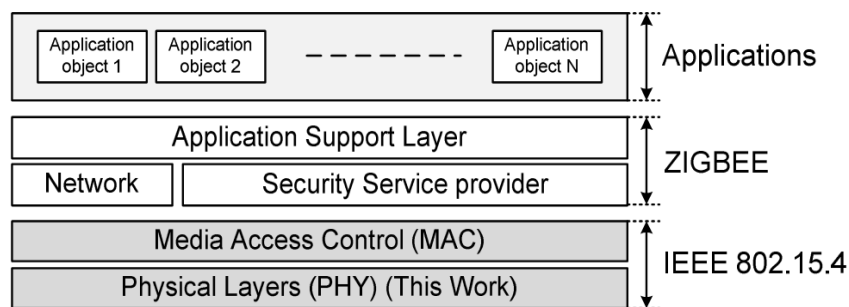 Application
object 1
Application
object 2
Application
object N
Applications
Application Support Layer
Network
Security Service provider
ZIGBEE
Media Access Control (MAC)
Physical Layers (PHY) (This Work)
IEEE 802.15.4